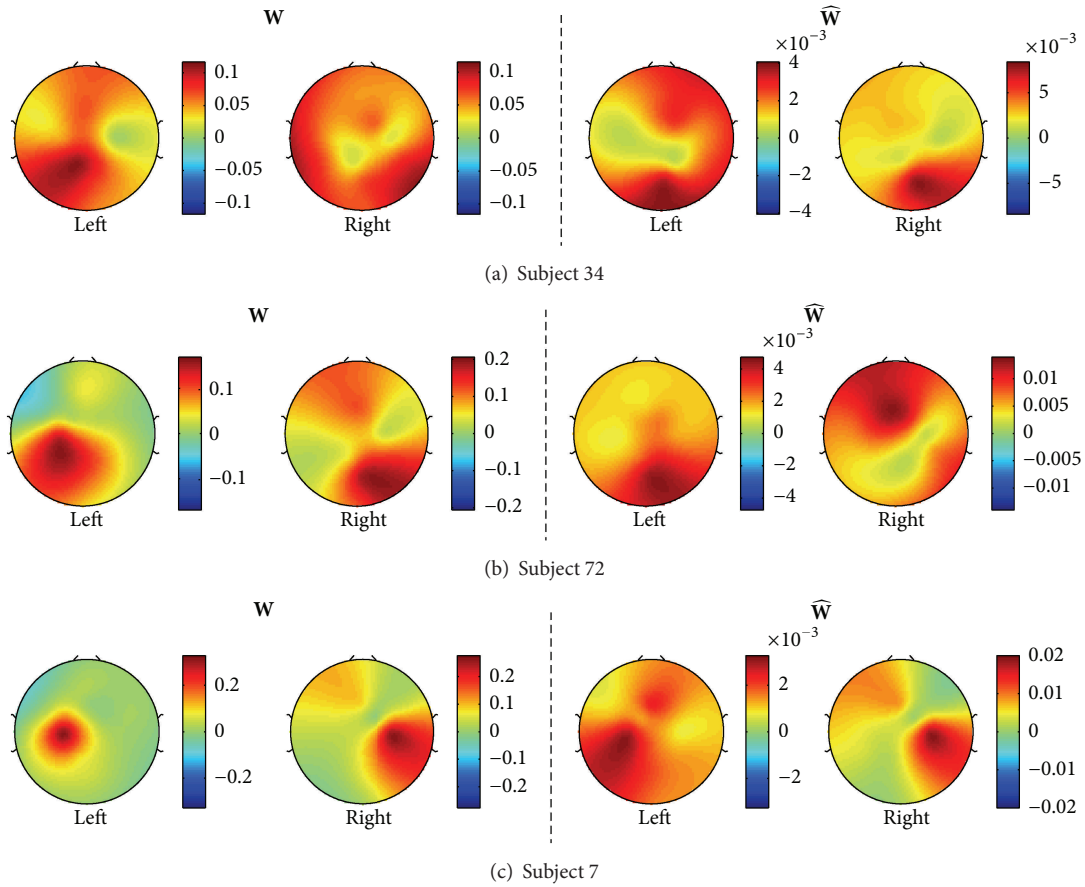 W
Ŵ
0.1
0.05
0
−0.05
−0.1
Left
0.1
0.05
0
−0.05
−0.1
Right
×10⁻³
4
2
0
−2
−4
Left
×10⁻³
5
0
−5
Right
(a) Subject 34
W
Ŵ
0.1
0
−0.1
Left
0.2
0.1
0
−0.1
−0.2
Right
×10⁻³
4
2
0
−2
−4
Left
0.01
0.005
0
−0.005
−0.01
Right
(b) Subject 72
W
Ŵ
0.2
0
−0.2
Left
0.2
0.1
0
−0.1
−0.2
Right
×10⁻³
2
0
−2
Left
0.02
0.01
0
−0.01
−0.02
Right
(c) Subject 7